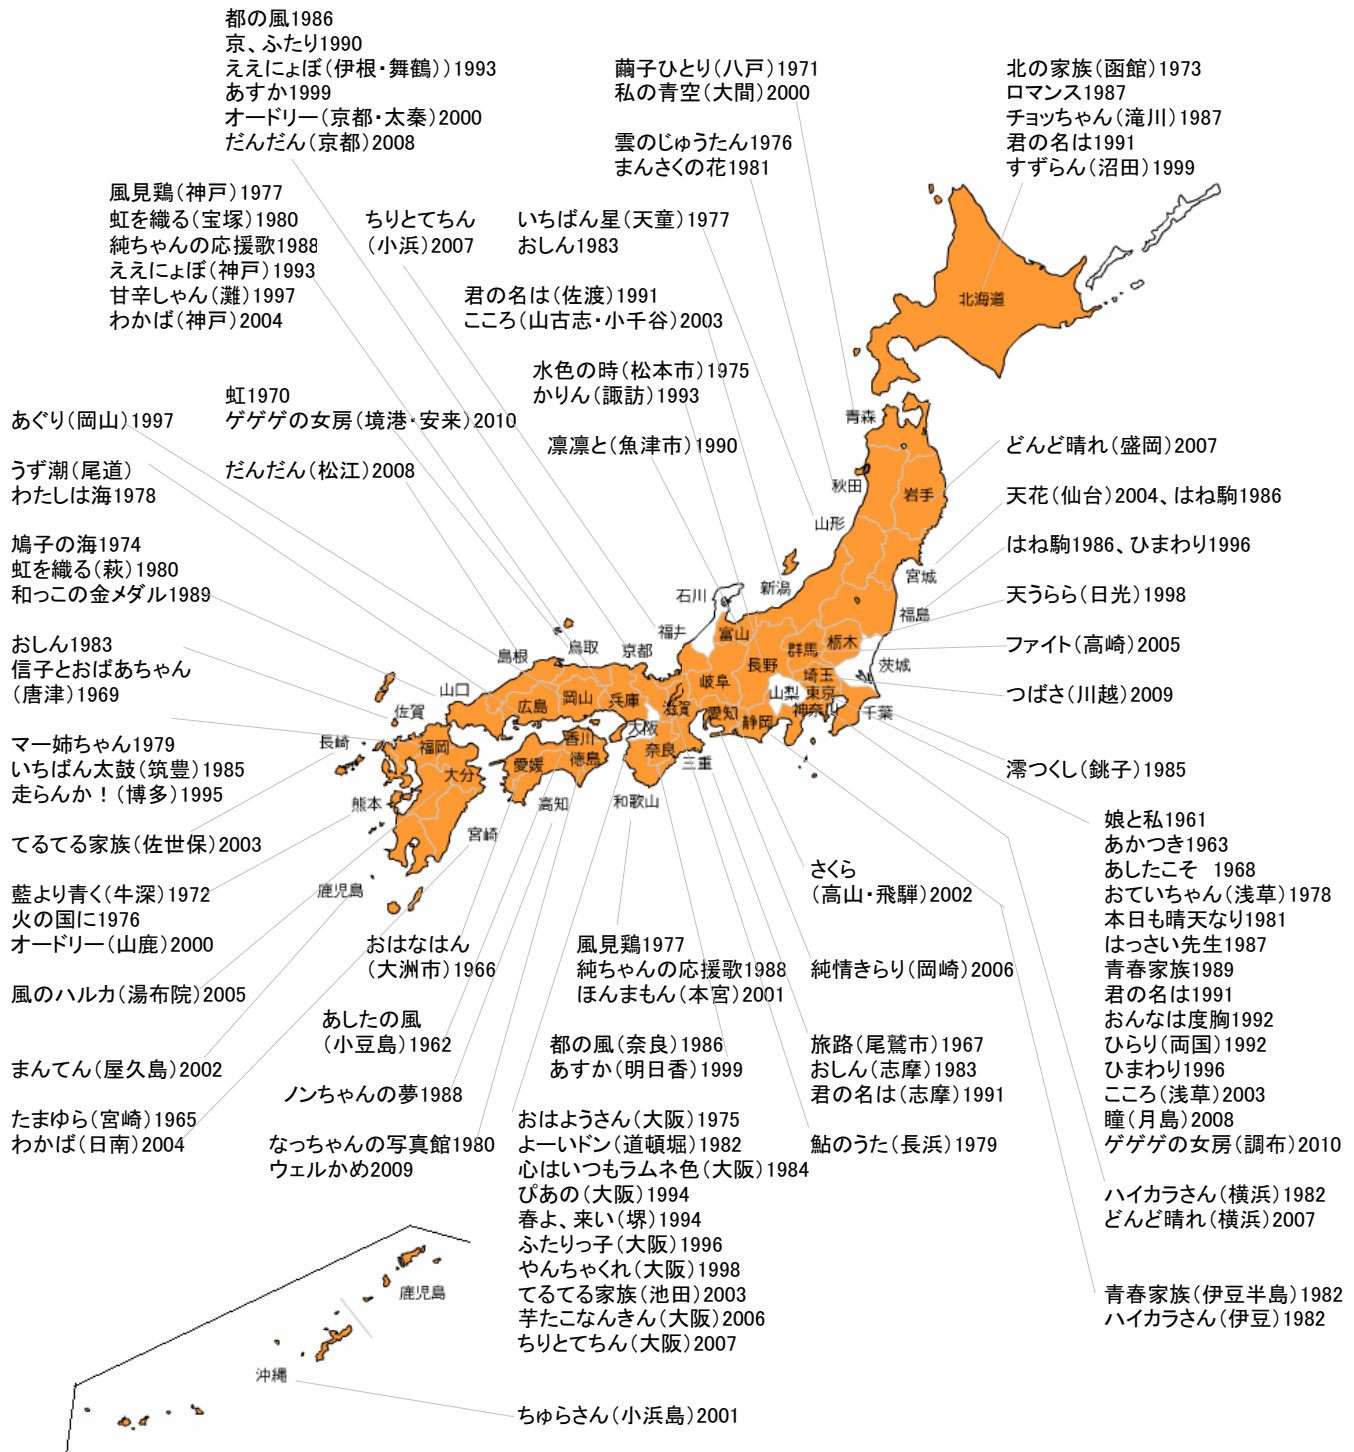 都の風1986
京、ふたり1990
ええにょぼ(伊根・舞鶴))1993
あすか1999
オードリー(京都・太秦)2000
だんだん(京都)2008
繭子ひとり(八戸)1971
私の青空(大間)2000
雲のじゅうたん1976
まんさくの花1981
北の家族(函館)1973
ロマンス1987
チョッちゃん(滝川)1987
君の名は1991
すずらん(沼田)1999
風見鶏(神戸)1977
虹を織る(宝塚)1980
純ちゃんの応援歌1988
ええにょぼ(神戸)1993
甘辛しゃん(灘)1997
わかば(神戸)2004
ちりとてちん
(小浜)2007
いちばん星(天童)1977
おしん1983
君の名は(佐渡)1991
こころ(山古志・小千谷)2003
水色の時(松本市)1975
かりん(諏訪)1993
凛凛と(魚津市)1990
虹1970
ゲゲゲの女房(境港・安来)2010
だんだん(松江)2008
あぐり(岡山)1997
うず潮(尾道)
わたしは海1978
鳩子の海1974
虹を織る(萩)1980
和っこの金メダル1989
おしん1983
信子とおばあちゃん
(唐津)1969
マー姉ちゃん1979
いちばん太鼓(筑豊)1985
走らんか!(博多)1995
てるてる家族(佐世保)2003
藍より青く(牛深)1972
火の国に1976
オードリー(山鹿)2000
風のハルカ(湯布院)2005
まんてん(屋久島)2002
たまゆら(宮崎)1965
わかば(日南)2004
北海道
青森
秋田
岩手
山形
宮城
新潟
福島
石川
富山
福井
群馬
栃木
茨城
長野
埼玉
岐阜
山梨
東京
神奈川
千葉
愛知
静岡
滋賀
京都
鳥取
島根
兵庫
岡山
広島
山口
大阪
奈良
三重
和歌山
香川
徳島
愛媛
高知
佐賀
福岡
長崎
大分
熊本
宮崎
鹿児島
どんど晴れ(盛岡)2007
天花(仙台)2004、はね駒1986
はね駒1986、ひまわり1996
天うらら(日光)1998
ファイト(高崎)2005
つばさ(川越)2009
澪つくし(銚子)1985
娘と私1961
あかつき1963
あしたこそ 1968
おていちゃん(浅草)1978
本日も晴天なり1981
はっさい先生1987
青春家族1989
君の名は1991
おんなは度胸1992
ひらり(両国)1992
ひまわり1996
こころ(浅草)2003
瞳(月島)2008
ゲゲゲの女房(調布)2010
ハイカラさん(横浜)1982
どんど晴れ(横浜)2007
青春家族(伊豆半島)1982
ハイカラさん(伊豆)1982
さくら
(高山・飛騨)2002
純情きらり(岡崎)2006
旅路(尾鷲市)1967
おしん(志摩)1983
君の名は(志摩)1991
鮎のうた(長浜)1979
おはなはん
(大洲市)1966
あしたの風
(小豆島)1962
ノンちゃんの夢1988
なっちゃんの写真館1980
ウェルかめ2009
風見鶏1977
純ちゃんの応援歌1988
ほんまもん(本宮)2001
都の風(奈良)1986
あすか(明日香)1999
おはようさん(大阪)1975
よーいドン(道頓堀)1982
心はいつもラムネ色(大阪)1984
ぴあの(大阪)1994
春よ、来い(堺)1994
ふたりっ子(大阪)1996
やんちゃくれ(大阪)1998
てるてる家族(池田)2003
芋たこなんきん(大阪)2006
ちりとてちん(大阪)2007
鹿児島
沖縄
ちゅらさん(小浜島)2001